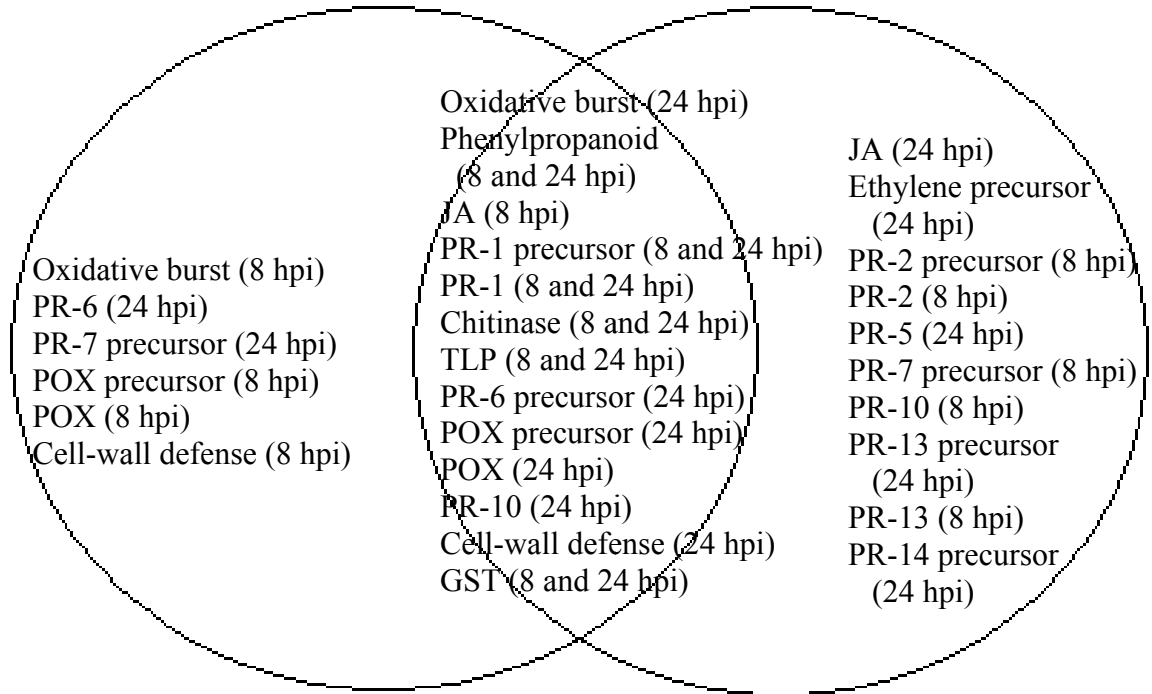 Oxidative burst (8 hpi)
PR-6 (24 hpi)
PR-7 precursor (24 hpi)
POX precursor (8 hpi)
POX (8 hpi)
Cell-wall defense (8 hpi)
Oxidative burst (24 hpi)
Phenylpropanoid
(8 and 24 hpi)
JA (8 hpi)
PR-1 precursor (8 and 24 hpi)
PR-1 (8 and 24 hpi)
Chitinase (8 and 24 hpi)
TLP (8 and 24 hpi)
PR-6 precursor (24 hpi)
POX precursor (24 hpi)
POX (24 hpi)
PR-10 (24 hpi)
Cell-wall defense (24 hpi)
GST (8 and 24 hpi)
JA (24 hpi)
Ethylene precursor
(24 hpi)
PR-2 precursor (8 hpi)
PR-2 (8 hpi)
PR-5 (24 hpi)
PR-7 precursor (8 hpi)
PR-10 (8 hpi)
PR-13 precursor
(24 hpi)
PR-13 (8 hpi)
PR-14 precursor
(24 hpi)